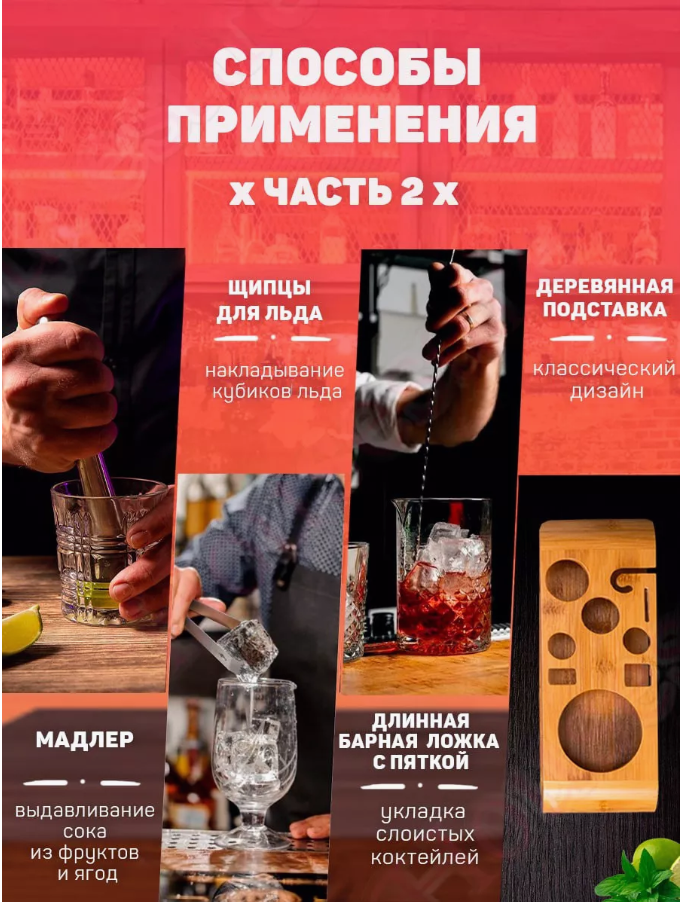 СПОСОБЫ
ПРИМЕНЕНИЯ
х ЧАСТЬ 2 х
ЩИПЦЫ
ДЛЯ ЛЬДА
накладывание
кубиков льда
ДЕРЕВЯННАЯ
ПОДСТАВКА
классический
дизайн
МАДЛЕР
выдавливание
сока
из фруктов
и ягод
ДЛИННАЯ
БАРНАЯ ЛОЖКА
С ПЯТКОЙ
укладка
слоистых
коктейлей